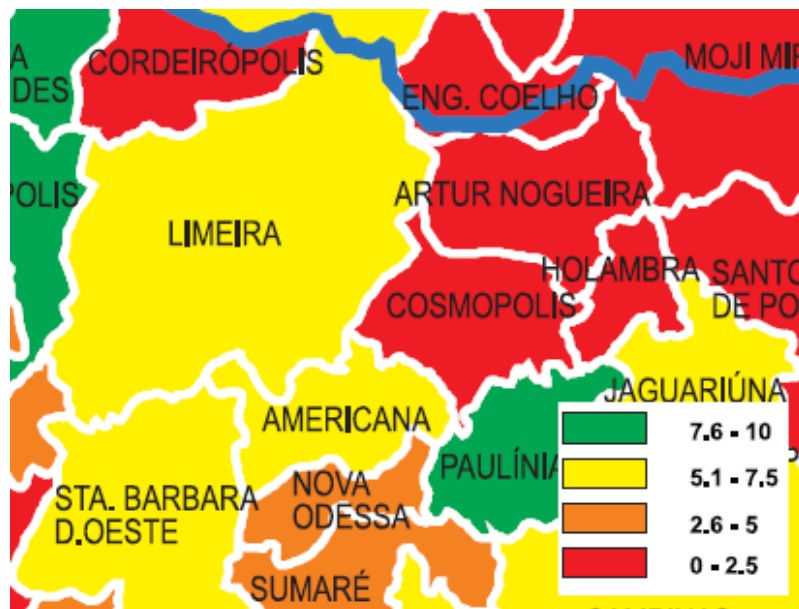 CORDEIRÓPOLIS
MOJI MIR
A
DES
ENG. COELHO
POLIS
ARTUR NOGUEIRA
LIMEIRA
HOLAMBRA
SANTO
DE PO
COSMOPOLIS
JAGUARIÚNA
AMERICANA
PAULÍNIA
STA. BARBARA
D.OESTE
NOVA
ODESSA
SUMARÉ
7.6 - 10
5.1 - 7.5
2.6 - 5
0 - 2.5
P